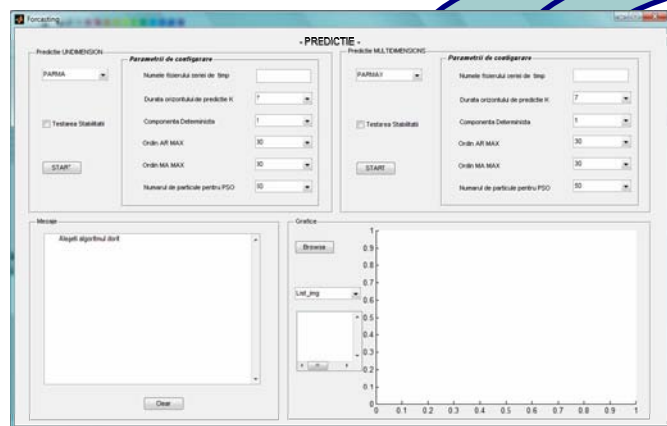 Forcasting
- PREDICTIE -
Predictie UNDIMENSION
PARMA
Testarea Stabilitatii
START
Parametrii de configurare
Numele fisierului seriei de timp
Durata orizontului de predictie K
7
Componenta Determinista
1
Ordin AR MAX
30
Ordin MA MAX
30
Numarul de particule pentru PSO
50
Predictie MULTIDIMENSIONS
PARMAX
Testarea Stabilitatii
START
Parametrii de configurare
Numele fisierului seriei de timp
Durata orizontului de predictie K
7
Componenta Determinista
1
Ordin AR MAX
30
Ordin MA MAX
30
Numarul de particule pentru PSO
50
Mesaje
Alegeti algoritmul dorit
Clear
Grafice
Browse
List_img
1
0.9
0.8
0.7
0.6
0.5
0.4
0.3
0.2
0.1
0
0 0.1 0.2 0.3 0.4 0.5 0.6 0.7 0.8 0.9 1